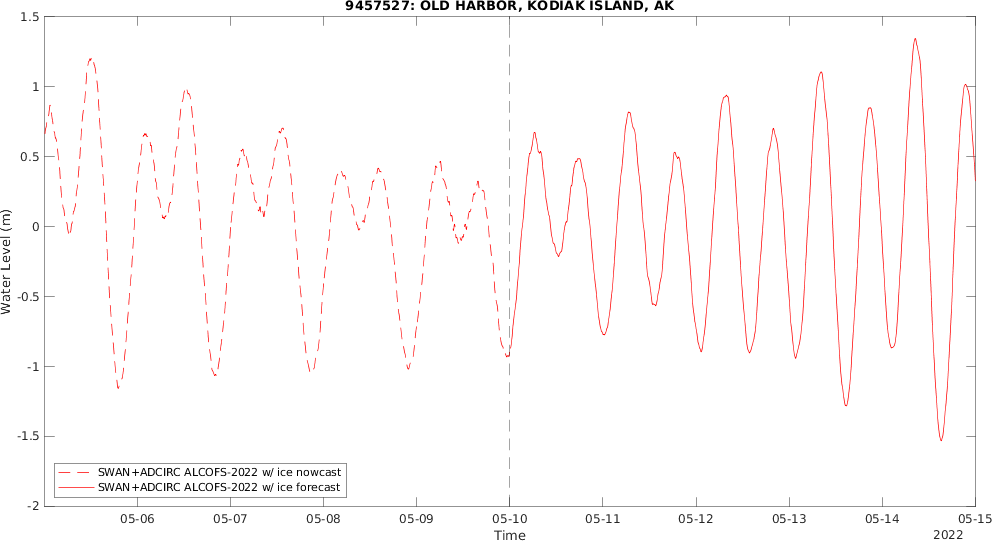 9457527: OLD HARBOR, KODIAK ISLAND, AK
1.5
1
0.5
0
-0.5
-1
-1.5
-2
Water Level (m)
SWAN+ADCIRC ALCOFS-2022 w/ ice nowcast
SWAN+ADCIRC ALCOFS-2022 w/ ice forecast
05-06 05-07 05-08 05-09 05-10 05-11 05-12 05-13 05-14 05-15
Time
2022